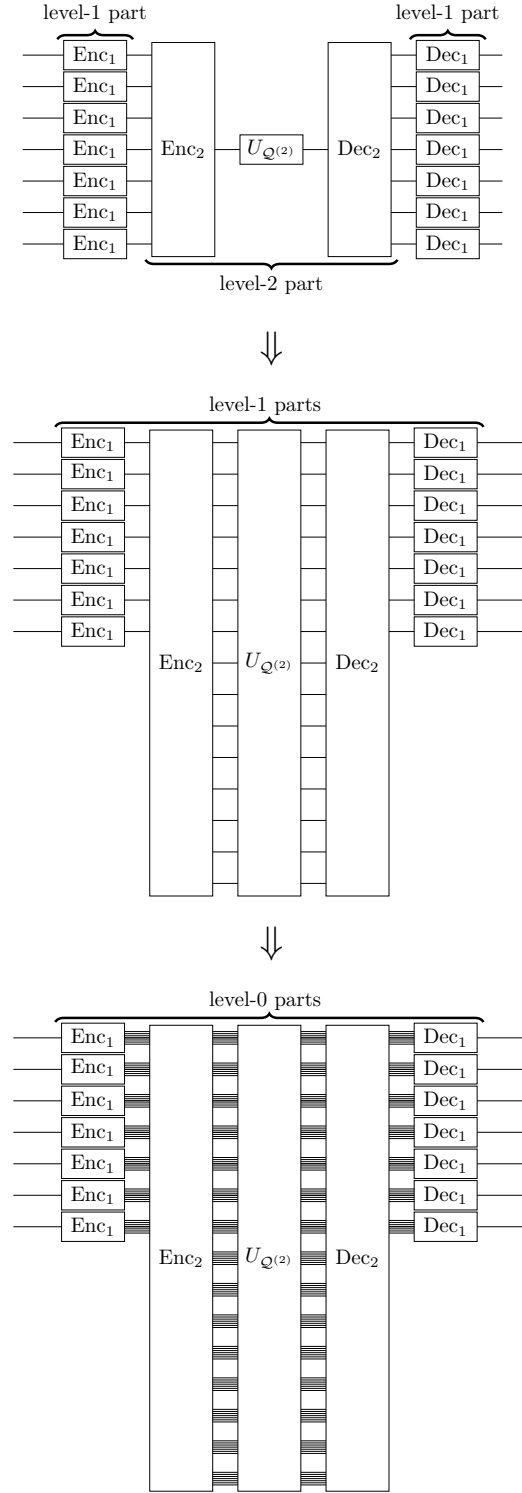 level-1 part level-1 part
Enc₁ Dec₁
Enc₁ Dec₁
Enc₁ Dec₁
Enc₁ Enc₂ U_{𝒬⁽²⁾} Dec₂ Dec₁
Enc₁ Dec₁
Enc₁ Dec₁
Enc₁ Dec₁
level-2 part
⇓
level-1 parts
Enc₁ Dec₁
Enc₁ Dec₁
Enc₁ Dec₁
Enc₁ Dec₁
Enc₁ Dec₁
Enc₁ Dec₁
Enc₁ Dec₁
Enc₂ U_{𝒬⁽²⁾} Dec₂
⇓
level-0 parts
Enc₁ Dec₁
Enc₁ Dec₁
Enc₁ Dec₁
Enc₁ Dec₁
Enc₁ Dec₁
Enc₁ Dec₁
Enc₁ Dec₁
Enc₂ U_{𝒬⁽²⁾} Dec₂